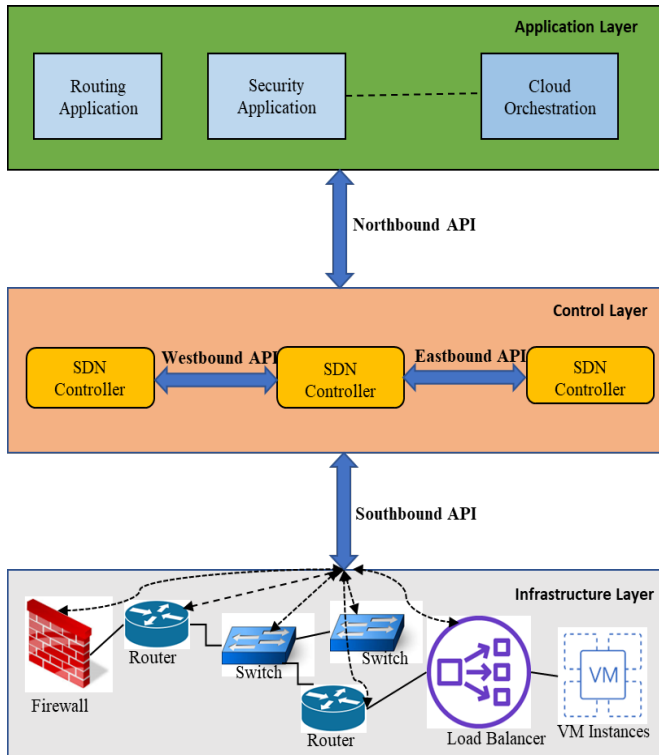 Application Layer
Routing
Application
Security
Application
Cloud
Orchestration
Northbound API
Control Layer
SDN
Controller
Westbound API
SDN
Controller
Eastbound API
SDN
Controller
Southbound API
Infrastructure Layer
Firewall
Router
Switch
Switch
Router
Load Balancer
VM
VM Instances